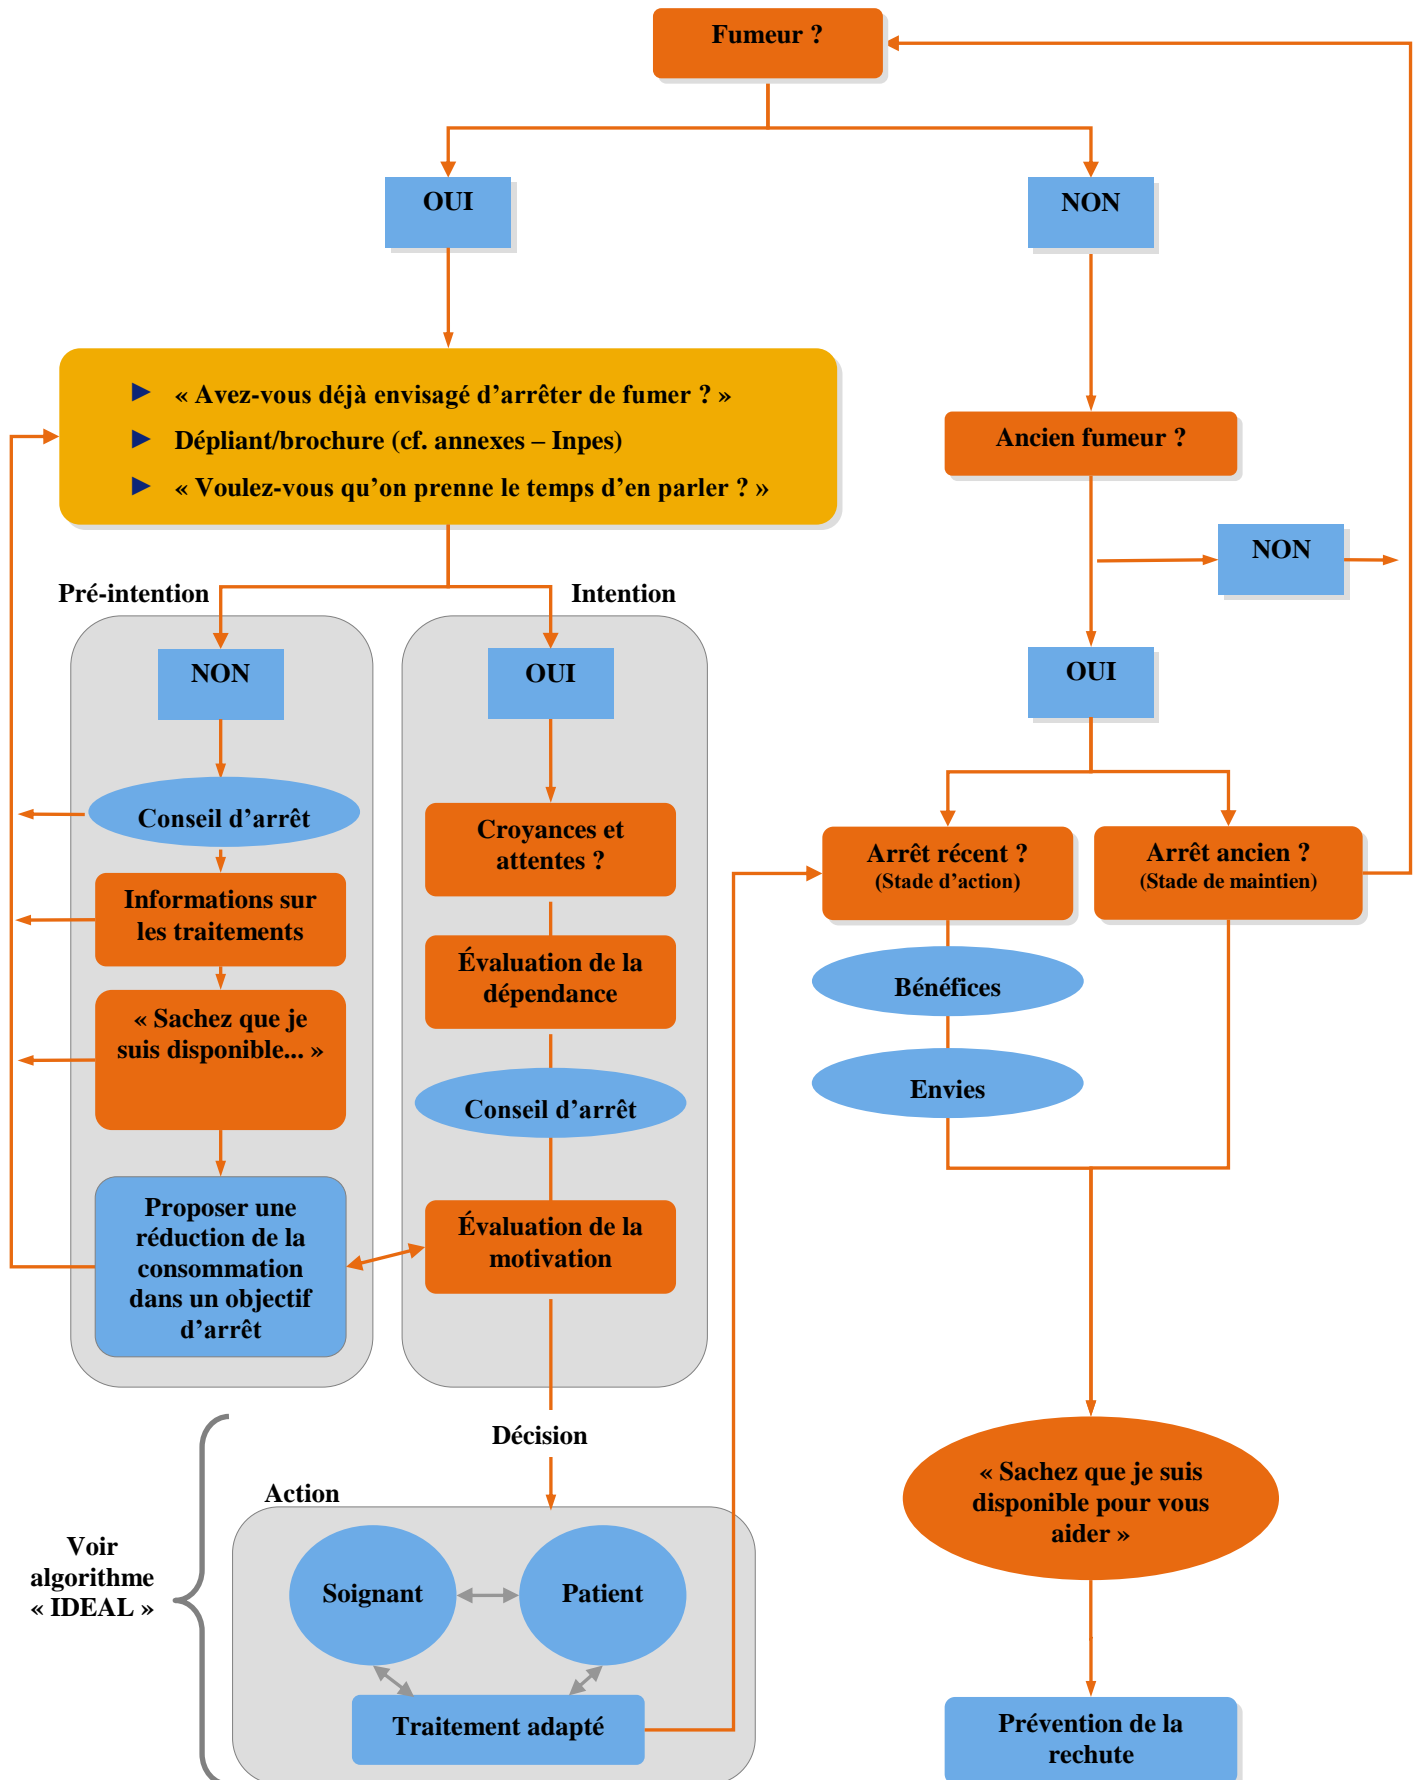 Fumeur ?
OUI
NON
« Avez-vous déjà envisagé d’arrêter de fumer ? »
Dépliant/brochure (cf. annexes – Inpes)
« Voulez-vous qu’on prenne le temps d’en parler ? »
Ancien fumeur ?
NON
OUI
Pré-intention
Intention
NON
OUI
Conseil d’arrêt
Informations sur
les traitements
« Sachez que je
suis disponible... »
Proposer une
réduction de la
consommation
dans un objectif
d’arrêt
Croyances et
attentes ?
Évaluation de la
dépendance
Conseil d’arrêt
Évaluation de la
motivation
Arrêt récent ?
(Stade d’action)
Arrêt ancien ?
(Stade de maintien)
Bénéfices
Envies
Décision
Action
Voir
algorithme
« IDEAL »
Soignant
Patient
Traitement adapté
« Sachez que je suis
disponible pour vous
aider »
Prévention de la
rechute